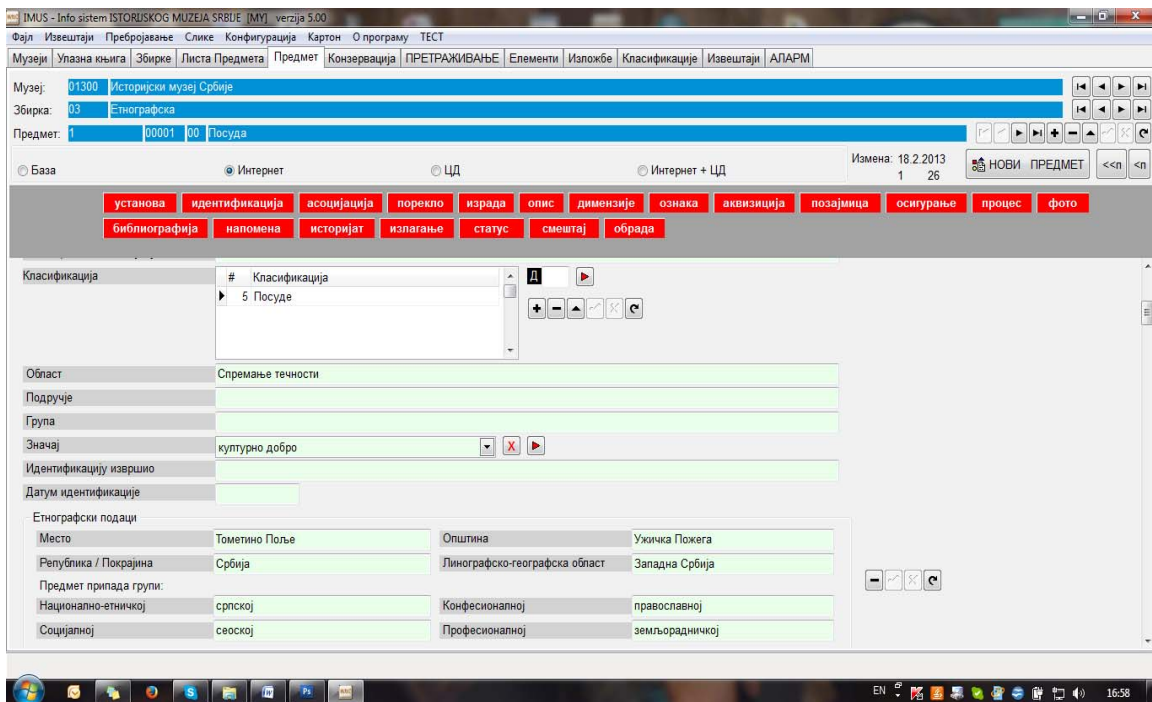 IMUS - Info sistem ISTORIJSKOG MUZEJA SRBIJE [MY] verzija 5.00
Фајл Извештаји Пребројавање Слике Конфигурација Картон О програму ТЕСТ
Музеји Улазна књига Збирке Листа Предмета Предмет Конзервација ПРЕТРАЖИВАЊЕ Елементи Изложбе Класификације Извештаји АЛАРМ
Музеј: 01300 Историјски музеј Србије
Збирка: 03 Етнографска
Предмет: 1 00001 00 Посуда
База Интернет ЦД Интернет + ЦД Измена: 18.2.2013 НОВИ ПРЕДМЕТ <<п <п
1 26
установа идентификација асоцијација порекло израда опис димензије ознака аквизиција позајмица осигурање процес фото
библиографија напомена историјат излагање статус смештај обрада
Класификација # Класификација Д
5 Посуде
Област Спремање течности
Подручје
Група
Значај културно добро X
Идентификацију извршио
Датум идентификације
Етнографски подаци
Место Тометино Поље Општина Ужичка Пожега
Република / Покрајина Србија Линографско-географска област Западна Србија
Предмет припада групи:
Национално-етничкој српској Конфесионалној православној
Социјалној сеоској Професионалној земљорадничкој
EN 16:58